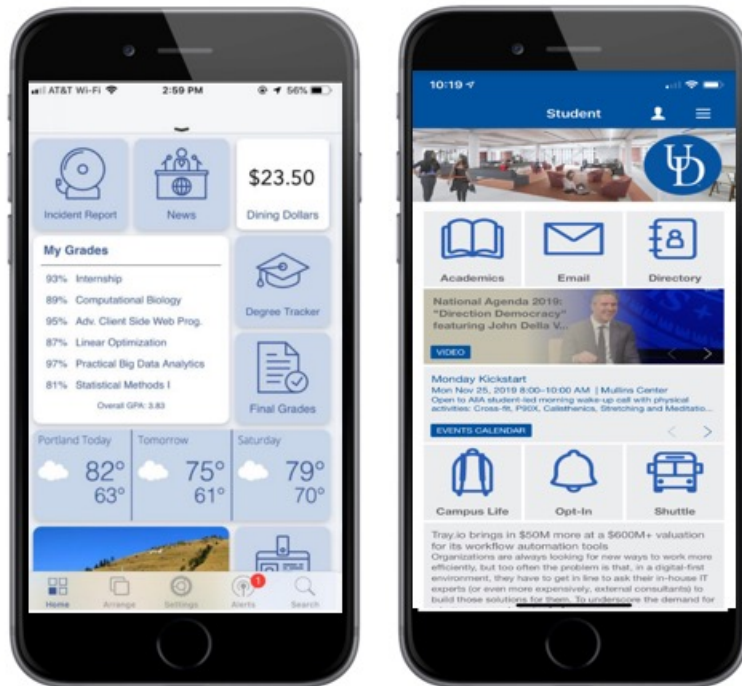 AT&T Wi-Fi 2:59 PM 56%
Incident Report
News
$23.50
Dining Dollars
My Grades
93% Internship
89% Computational Biology
95% Adv. Client Side Web Prog.
87% Linear Optimization
97% Practical Big Data Analytics
81% Statistical Methods I
Overall GPA: 3.83
Degree Tracker
Final Grades
Portland Today
82°
63°
Tomorrow
75°
61°
Saturday
79°
70°
1
Home Arrange Settings Alerts Search
10:19
Student
UD
Academics Email Directory
National Agenda 2019:
"Direction Democracy"
featuring John Della V...
VIDEO
Monday Kickstart
Mon Nov 25, 2019 8:00-10:00 AM | Mullins Center
Open to AllA student-led morning wake-up call with physical
activities: Cross-fit, P90X, Calisthenics, Stretching and Meditatio...
EVENTS CALENDAR
Campus Life Opt-In Shuttle
Tray.io brings in $50M more at a $600M+ valuation
for its workflow automation tools
Organizations are always looking for new ways to work more
efficiently, but too often the problem is that, in a digital-first
environment, they have to get in line to ask their in-house IT
experts (or even more expensively, external consultants) to
build those solutions for them. To underscore the demand for